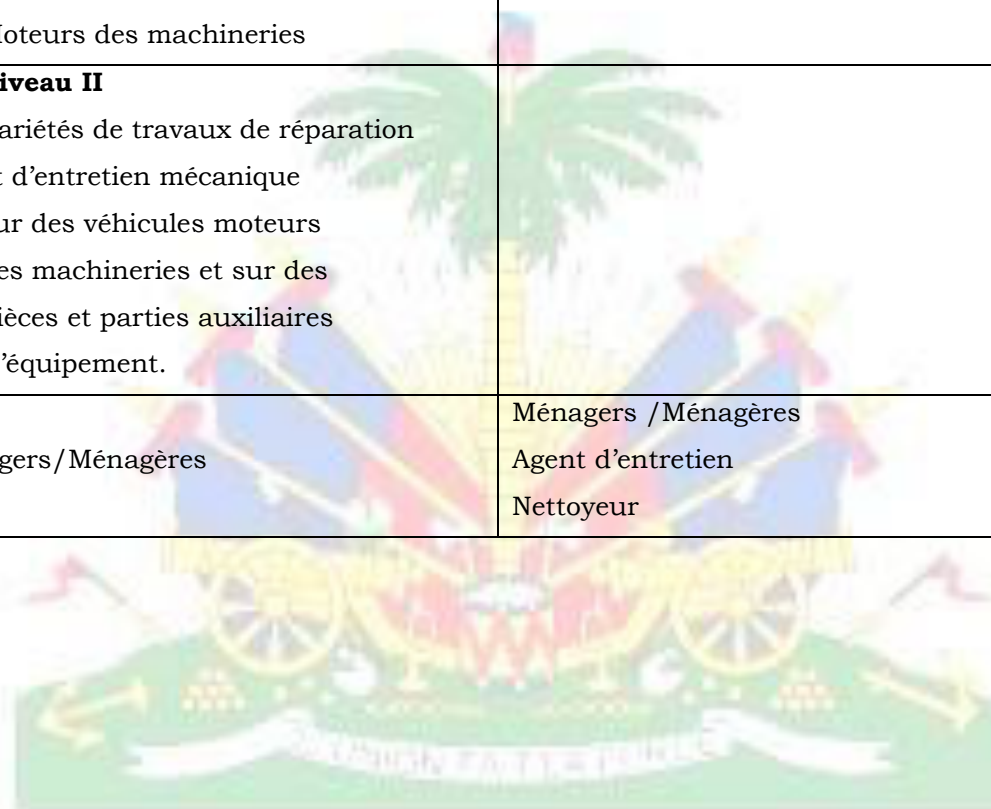 oteurs des machineries
iveau II
ariétés de travaux de réparation
t d’entretien mécanique
ur des véhicules moteurs
es machineries et sur des
ièces et parties auxiliaires
’équipement.
gers/Ménagères
Ménagers /Ménagères
Agent d’entretien
Nettoyeur